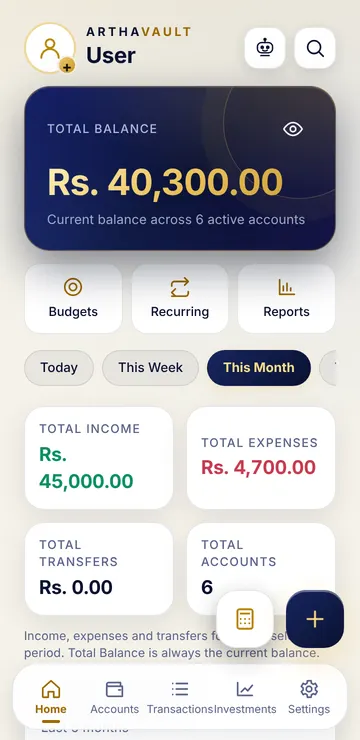 ARTHAVAULT
User
TOTAL BALANCE
Rs. 40,300.00
Current balance across 6 active accounts
Budgets
Recurring
Reports
Today
This Week
This Month
TOTAL INCOME
Rs.
45,000.00
TOTAL EXPENSES
Rs. 4,700.00
TOTAL
TRANSFERS
Rs. 0.00
TOTAL
ACCOUNTS
6
Income, expenses and transfers
period. Total Balance is always the current balance.
Home
Accounts
Transactions
Investments
Settings
Last 6 months